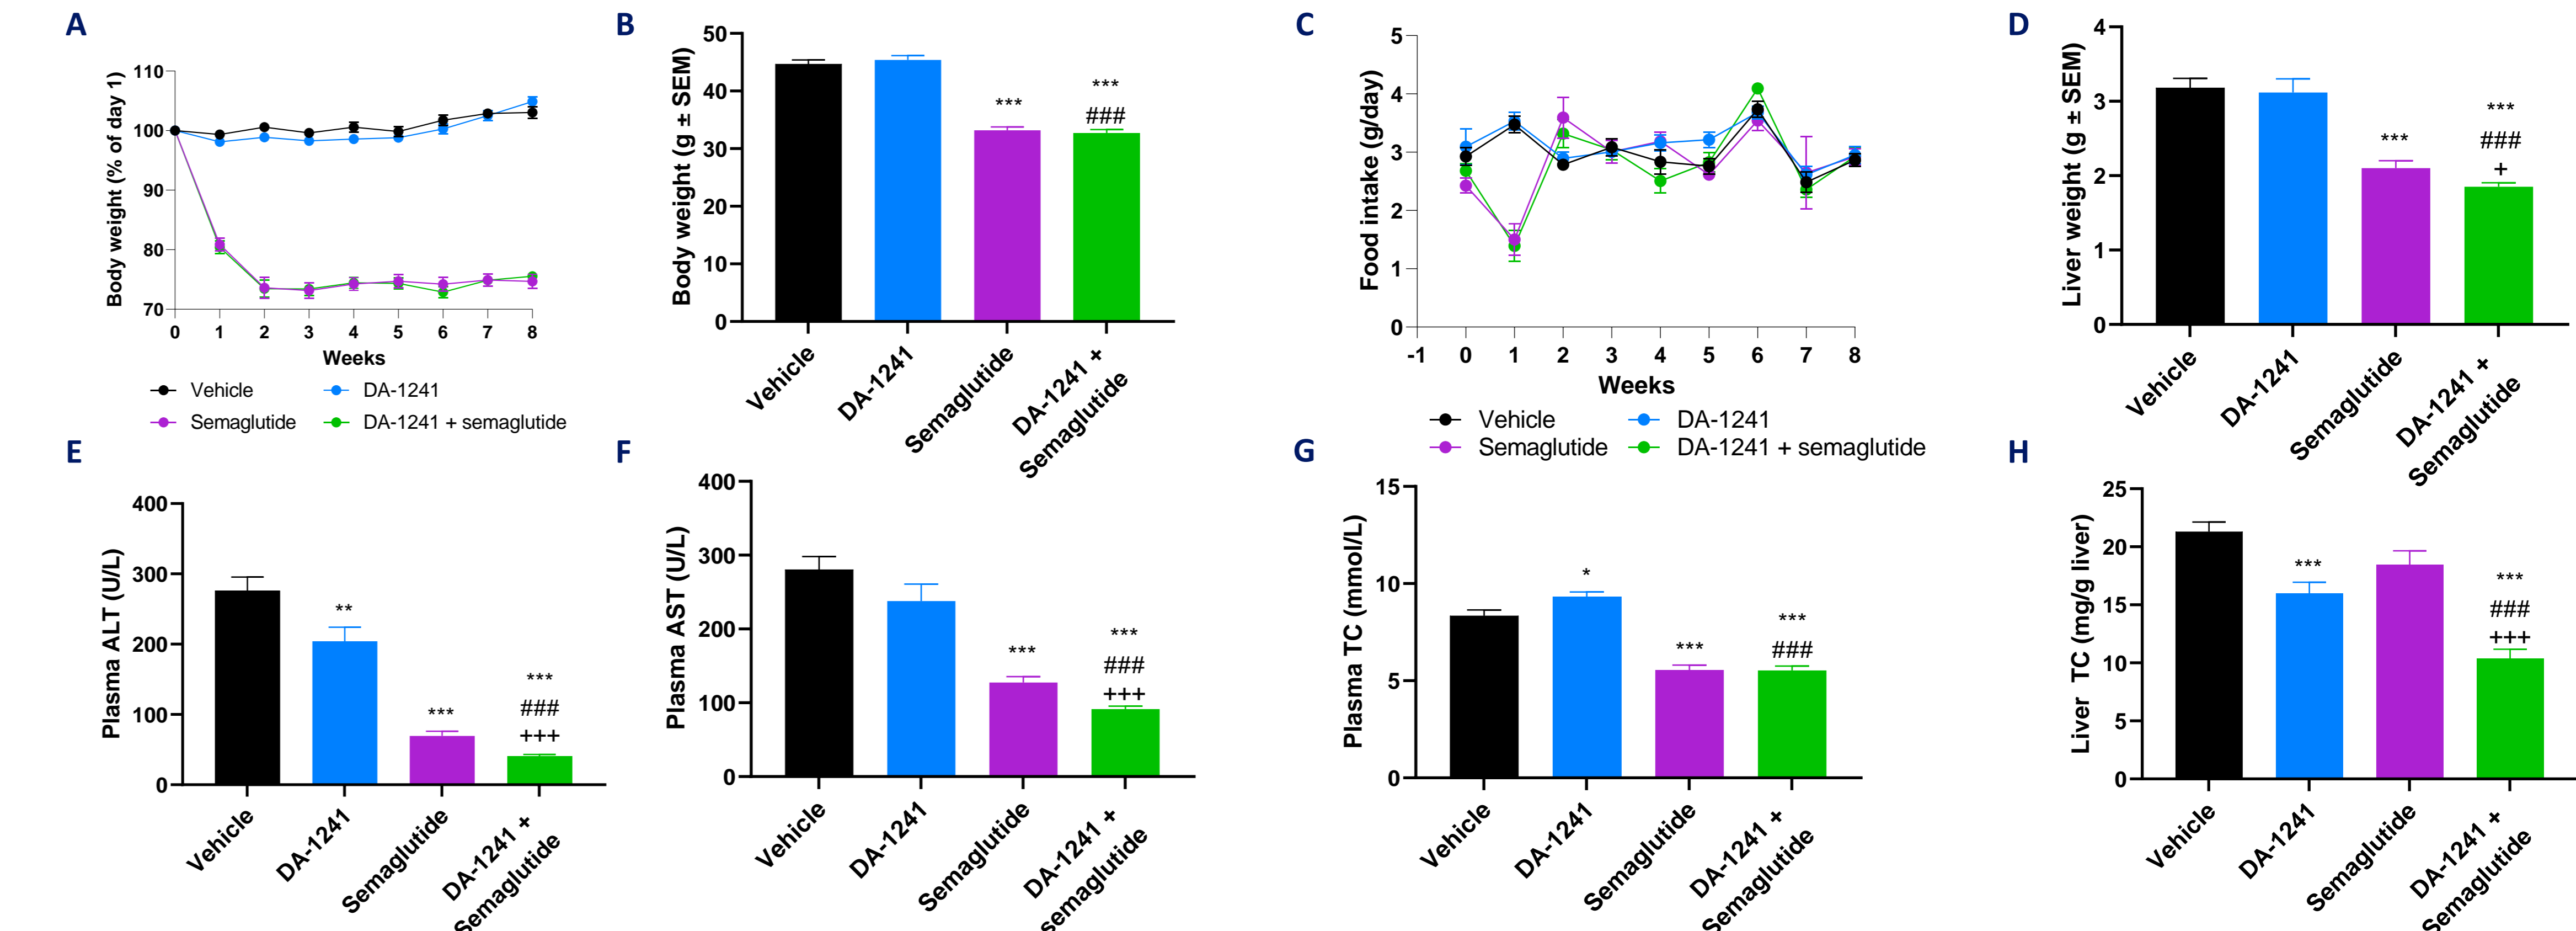 A
Body weight (% of day 1)
110
100
90
80
70
0 1 2 3 4 5 6 7 8
Weeks
Vehicle
DA-1241
Semaglutide
DA-1241 + semaglutide
B
Body weight (g ± SEM)
50
40
30
20
10
0
***
***
###
Vehicle
DA-1241
Semaglutide
DA-1241 +
Semaglutide
C
Food intake (g/day)
5
4
3
2
1
0
-1 0 1 2 3 4 5 6 7 8
Weeks
Vehicle
DA-1241
Semaglutide
DA-1241 + semaglutide
D
Liver weight (g ± SEM)
4
3
2
1
0
***
***
###
+
Vehicle
DA-1241
Semaglutide
DA-1241 +
Semaglutide
E
Plasma ALT (U/L)
400
300
200
100
0
**
***
***
###
+++
Vehicle
DA-1241
Semaglutide
DA-1241 +
Semaglutide
F
Plasma AST (U/L)
400
300
200
100
0
***
***
###
+++
Vehicle
DA-1241
Semaglutide
DA-1241 +
semaglutide
G
Plasma TC (mmol/L)
15
10
5
0
*
***
***
###
Vehicle
DA-1241
Semaglutide
DA-1241 +
Semaglutide
H
Liver TC (mg/g liver)
25
20
15
10
5
0
***
***
###
+++
Vehicle
DA-1241
Semaglutide
DA-1241 +
Semaglutide